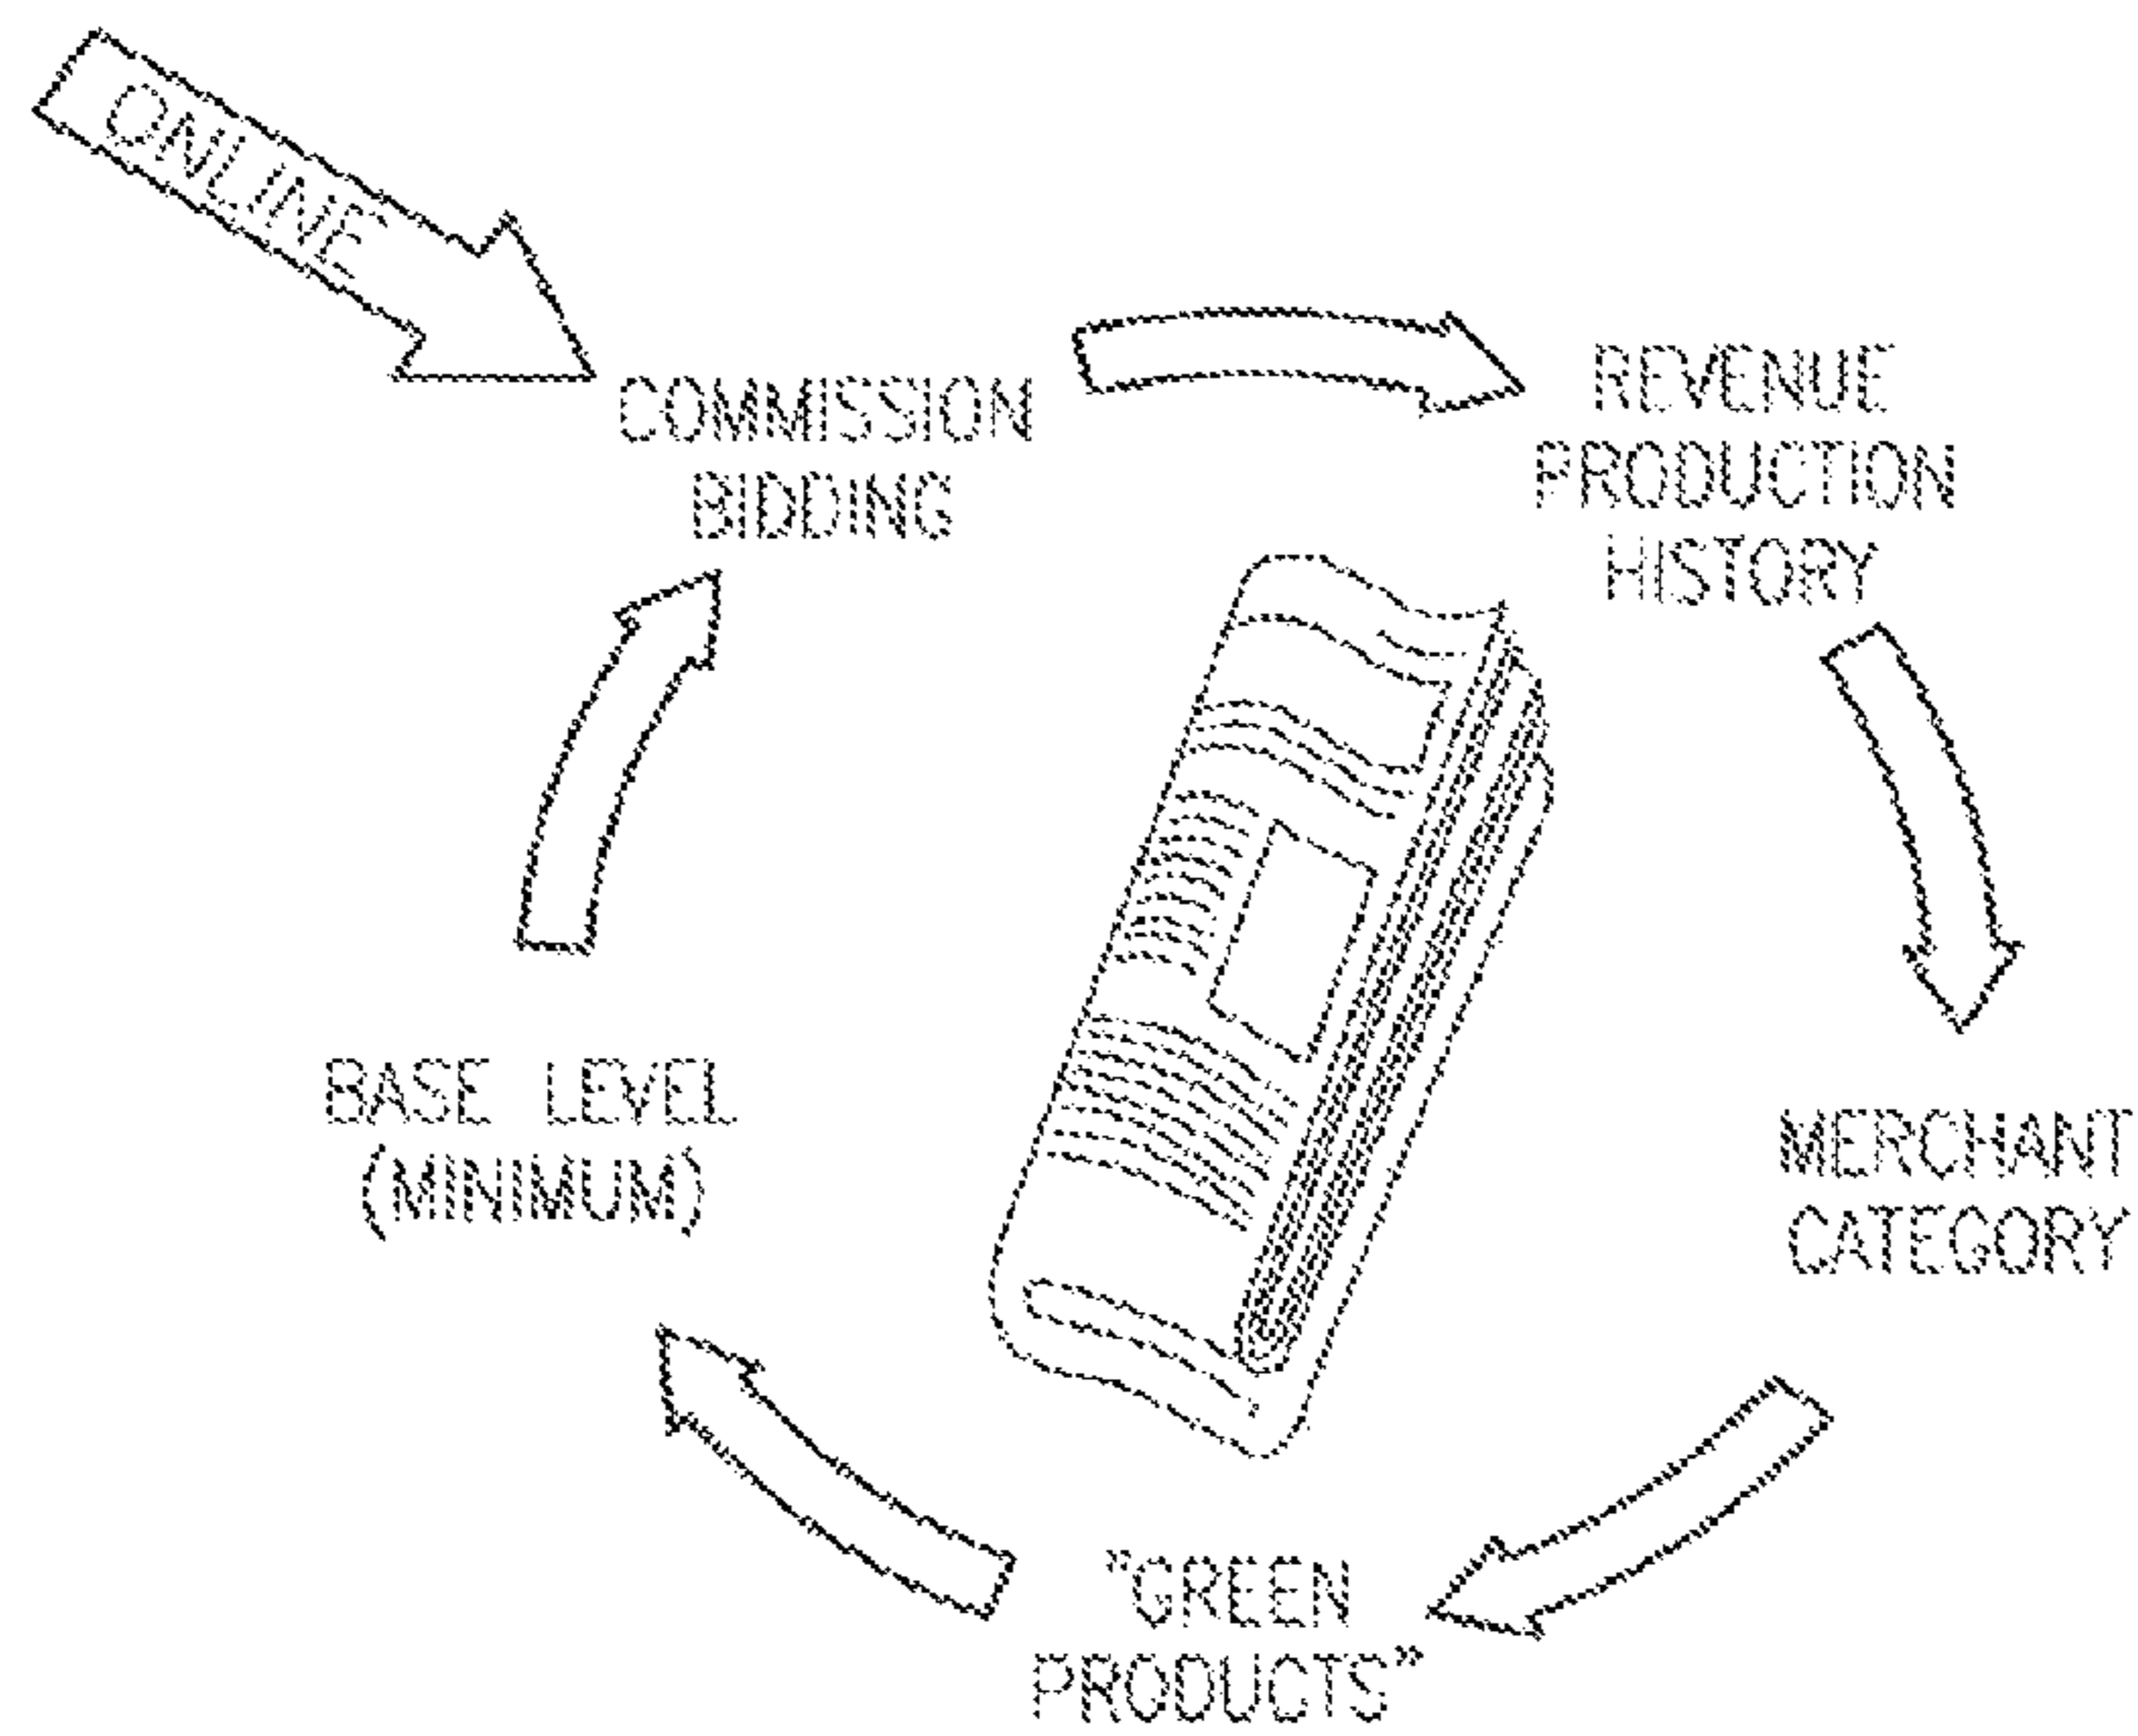 ONLINE
COMMISSION
BIDDING
REVENUE
PRODUCTION
HISTORY
MERCHANT
CATEGORY
"GREEN
PRODUCTS"
BASE LEVEL
(MINIMUM)